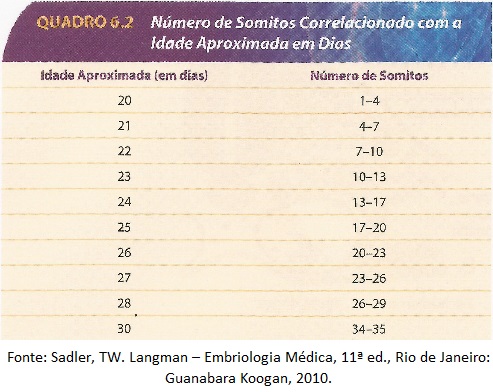 QUADRO 6.2 Número de Somitos Correlacionado com a
Idade Aproximada em Dias
Idade Aproximada (em dias) Número de Somitos
20 1–4
21 4–7
22 7–10
23 10–13
24 13–17
25 17–20
26 20–23
27 23–26
28 26–29
30 34–35
Fonte: Sadler, TW. Langman – Embriologia Médica, 11ª ed., Rio de Janeiro:
Guanabara Koogan, 2010.